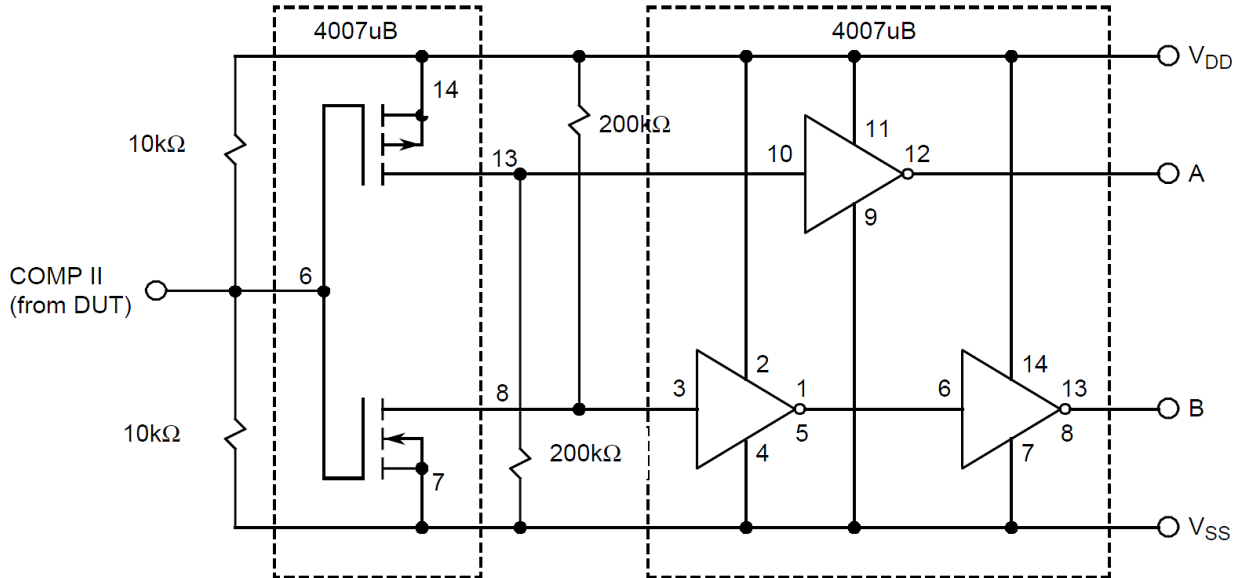 4007uB
4007uB
V_DD
14
11
200kΩ
10kΩ
13
10
12
A
9
6
COMP II
(from DUT)
2
14
8
3
1
6
13
B
10kΩ
5
8
200kΩ
4
7
7
V_SS